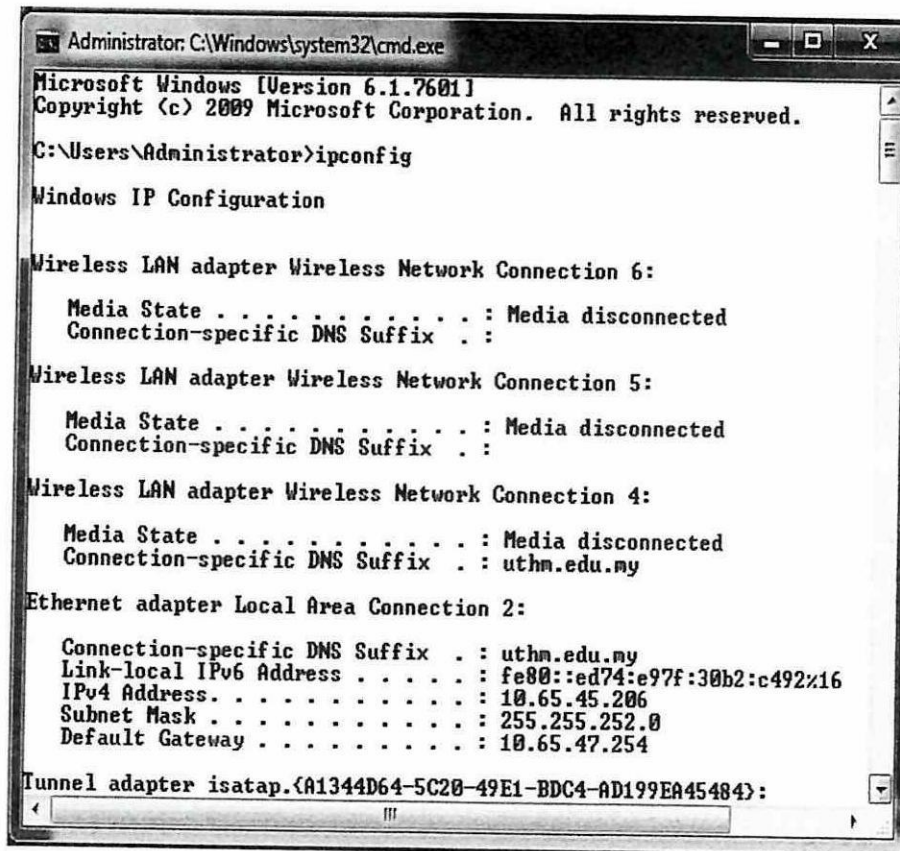 Administrator: C:\Windows\system32\cmd.exe
Microsoft Windows [Version 6.1.7601]
Copyright (c) 2009 Microsoft Corporation.  All rights reserved.
C:\Users\Administrator>ipconfig
Windows IP Configuration
Wireless LAN adapter Wireless Network Connection 6:
Media State . . . . . . . . . . . : Media disconnected
Connection-specific DNS Suffix  . :
Wireless LAN adapter Wireless Network Connection 5:
Media State . . . . . . . . . . . : Media disconnected
Connection-specific DNS Suffix  . :
Wireless LAN adapter Wireless Network Connection 4:
Media State . . . . . . . . . . . : Media disconnected
Connection-specific DNS Suffix  . : uthm.edu.my
Ethernet adapter Local Area Connection 2:
Connection-specific DNS Suffix  . : uthm.edu.my
Link-local IPv6 Address . . . . . : fe80::ed74:e97f:30b2:c492%16
IPv4 Address. . . . . . . . . . . : 10.65.45.206
Subnet Mask . . . . . . . . . . . : 255.255.252.0
Default Gateway . . . . . . . . . : 10.65.47.254
Tunnel adapter isatap.{A1344D64-5C20-49E1-BDC4-AD199EA45484}: